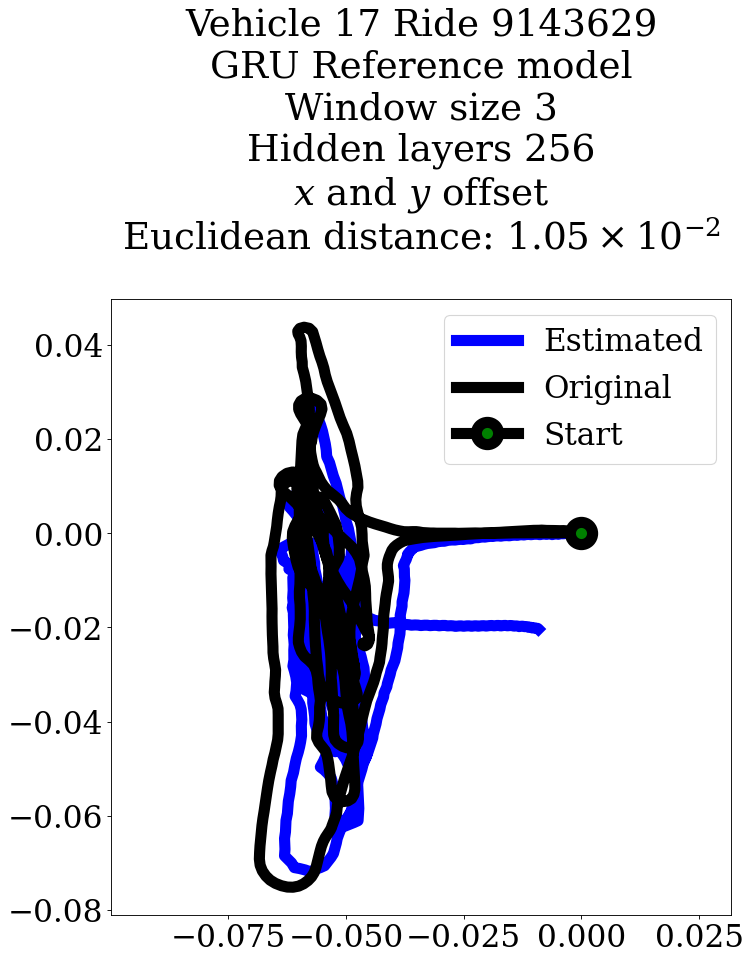 Vehicle 17 Ride 9143629
GRU Reference model
Window size 3
Hidden layers 256
x and y offset
Euclidean distance: 1.05 × 10⁻²
Estimated
Original
Start
0.04
0.02
0.00
−0.02
−0.04
−0.06
−0.08
−0.075 −0.050 −0.025 0.000 0.025